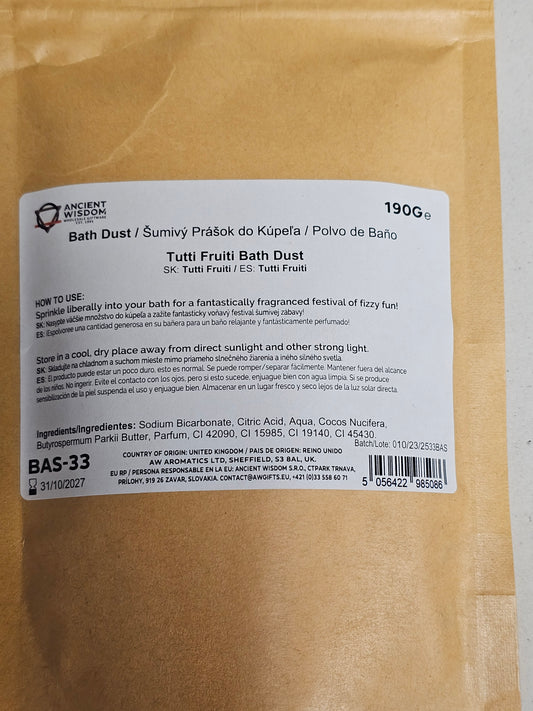 ANCIENT
WISDOM
WHOLESALE GIFTWARE
EST. 1995
190G℮
Bath Dust / Šumivý Prášok do Kúpeľa / Polvo de Baño
Tutti Fruiti Bath Dust
SK: Tutti Fruiti / ES: Tutti Fruiti
HOW TO USE:
Sprinkle liberally into your bath for a fantastically fragranced festival of fizzy fun!
SK: Nasypte väčšie množstvo do kúpeľa a zažite fantasticky voňavý festival šumivej zábavy!
ES: ¡Espolvoree una cantidad generosa en su bañera para un baño relajante y fantásticamente perfumado!
Store in a cool, dry place away from direct sunlight and other strong light.
SK: Skladujte na chladnom a suchom mieste mimo priameho slnečného žiarenia a iného silného svetla.
ES: El producto puede estar un poco duro, esto es normal. Se puede romper/separar fácilmente. Mantener fuera del alcance
de los niños. No ingerir. Evite el contacto con los ojos, pero si esto sucede, enjuague bien con agua limpia. Si se produce
sensibilización de la piel suspenda el uso y enjuague bien. Almacenar en un lugar fresco y seco lejos de la luz solar directa.
Ingredients/Ingredientes: Sodium Bicarbonate, Citric Acid, Aqua, Cocos Nucifera,
Butyrospermum Parkii Butter, Parfum, CI 42090, CI 15985, CI 19140, CI 45430.
Batch/Lote: 010/23/2533BAS
BAS-33
31/10/2027
COUNTRY OF ORIGIN: UNITED KINGDOM / PAIS DE ORIGEN: REINO UNIDO
AW AROMATICS LTD, SHEFFIELD, S3 8AL, UK.
EU RP / PERSONA RESPONSABLE EN LA EU: ANCIENT WISDOM S.R.O., CTPARK TRNAVA,
PRÍLOHY, 919 26 ZAVAR, SLOVAKIA. CONTACT@AWGIFTS.EU, +421 (0)33 558 60 71
5 056422 985086